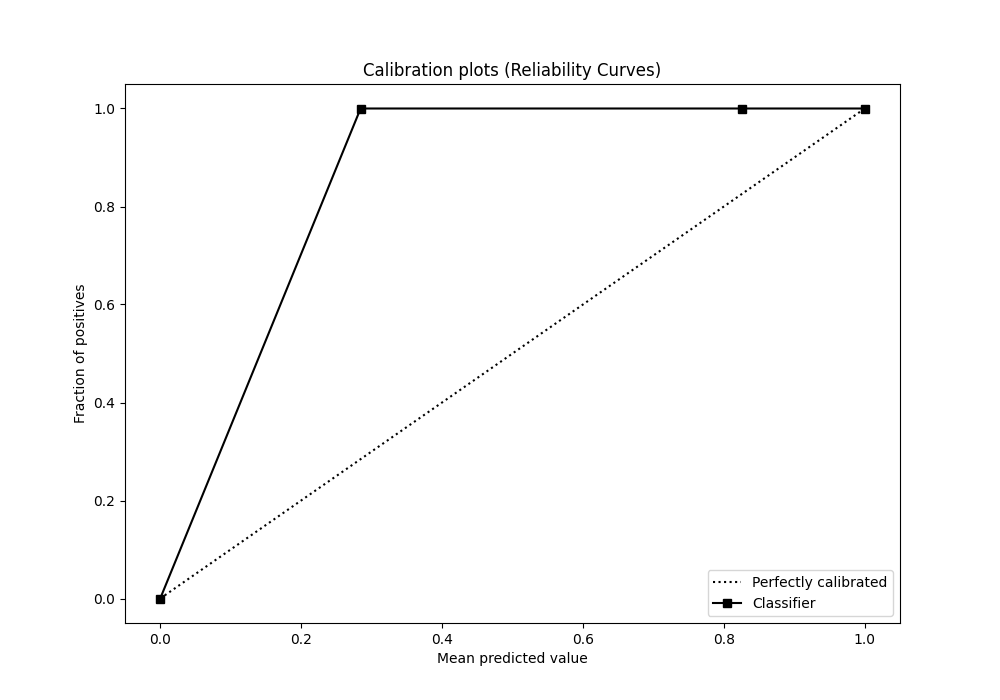 Calibration plots (Reliability Curves)
1.0
0.8
0.6
0.4
0.2
0.0
Fraction of positives
0.0 0.2 0.4 0.6 0.8 1.0
Mean predicted value
Perfectly calibrated
Classifier